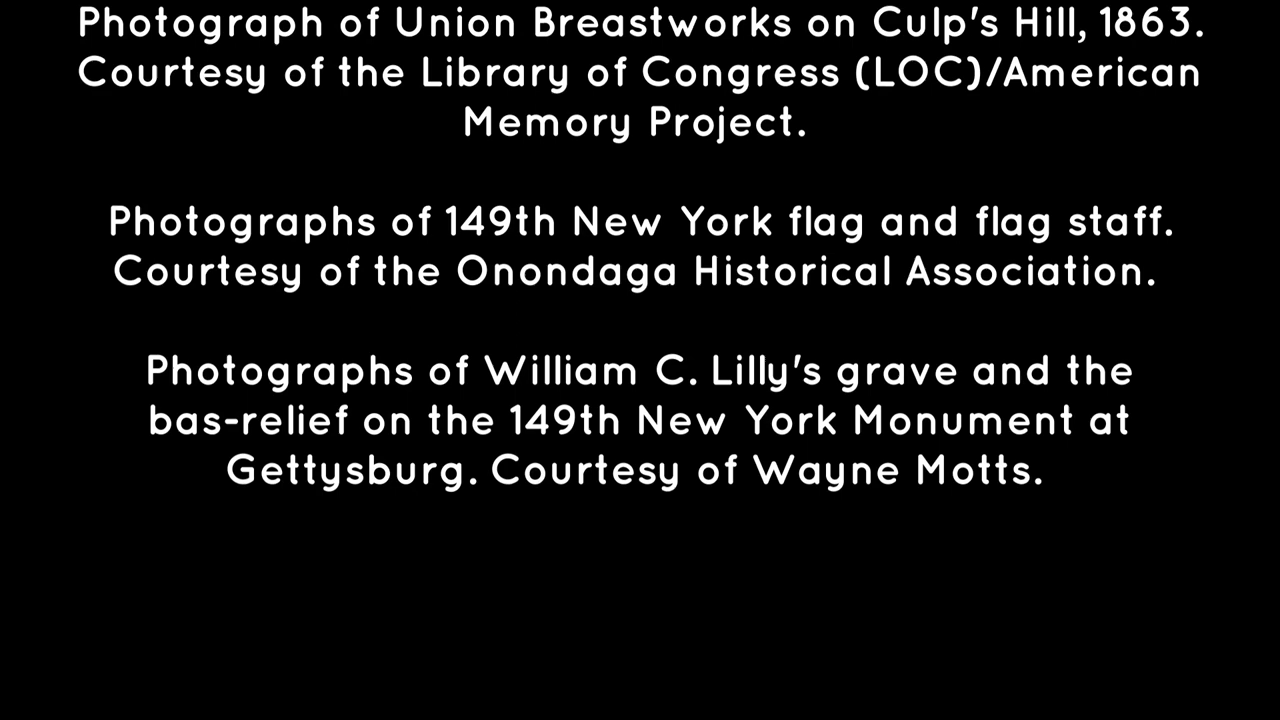 Photograph of Union Breastworks on Culp's Hill, 1863.
Courtesy of the Library of Congress (LOC)/American
Memory Project.
Photographs of 149th New York flag and flag staff.
Courtesy of the Onondaga Historical Association.
Photographs of William C. Lilly's grave and the
bas-relief on the 149th New York Monument at
Gettysburg. Courtesy of Wayne Motts.